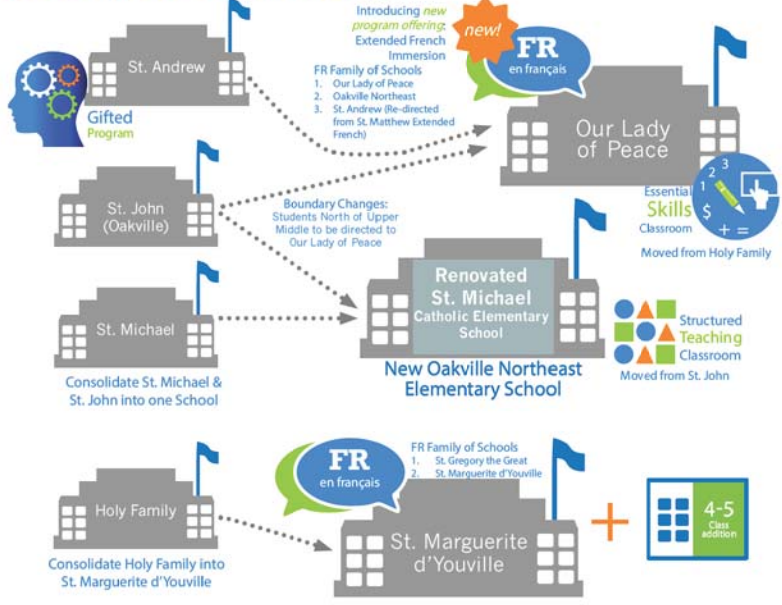 St. Andrew
Gifted
Program
Introducing new
program offering:
Extended French
Immersion
FR Family of Schools
1. Our Lady of Peace
2. Oakville Northeast
3. St. Andrew (Re-directed
from St. Matthew Extended
French)
new!
FR
en français
Our Lady
of Peace
1 2 3
$ + =
Essential
Skills
Classroom
Moved from Holy Family
St. John
(Oakville)
Boundary Changes:
Students North of Upper
Middle to be directed to
Our Lady of Peace
St. Michael
Consolidate St. Michael &
St. John into one School
Renovated
St. Michael
Catholic Elementary
School
New Oakville Northeast
Elementary School
Structured
Teaching
Classroom
Moved from St. John
Holy Family
Consolidate Holy Family into
St. Marguerite d'Youville
FR
en français
FR Family of Schools
1. St. Gregory the Great
2. St. Marguerite d'Youville
St. Marguerite
d'Youville
+
4-5
Class
addition